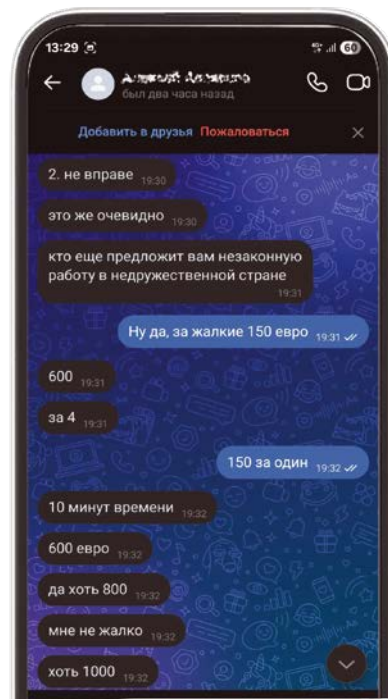 13:29
60
был два часа назад
Добавить в друзья Пожаловаться
2. не вправе 19:30
это же очевидно 19:30
кто еще предложит вам незаконную
работу в недружественной стране
19:31
Ну да, за жалкие 150 евро 19:31
600 19:31
за 4 19:31
150 за один 19:32
10 минут времени 19:32
600 евро 19:32
да хоть 800 19:32
мне не жалко 19:32
хоть 1000 19:32